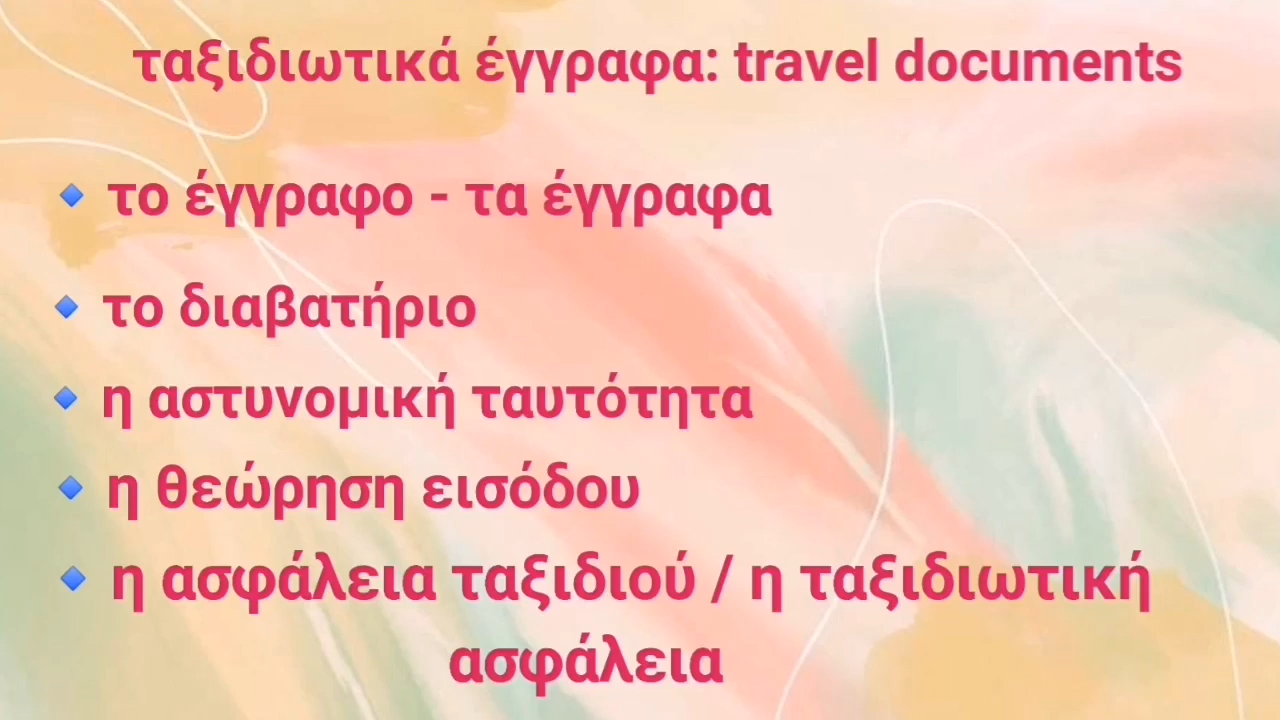 ταξιδιωτικά έγγραφα: travel documents
🔹 το έγγραφο - τα έγγραφα
🔹 το διαβατήριο
🔹 η αστυνομική ταυτότητα
🔹 η θεώρηση εισόδου
🔹 η ασφάλεια ταξιδιού / η ταξιδιωτική
ασφάλεια